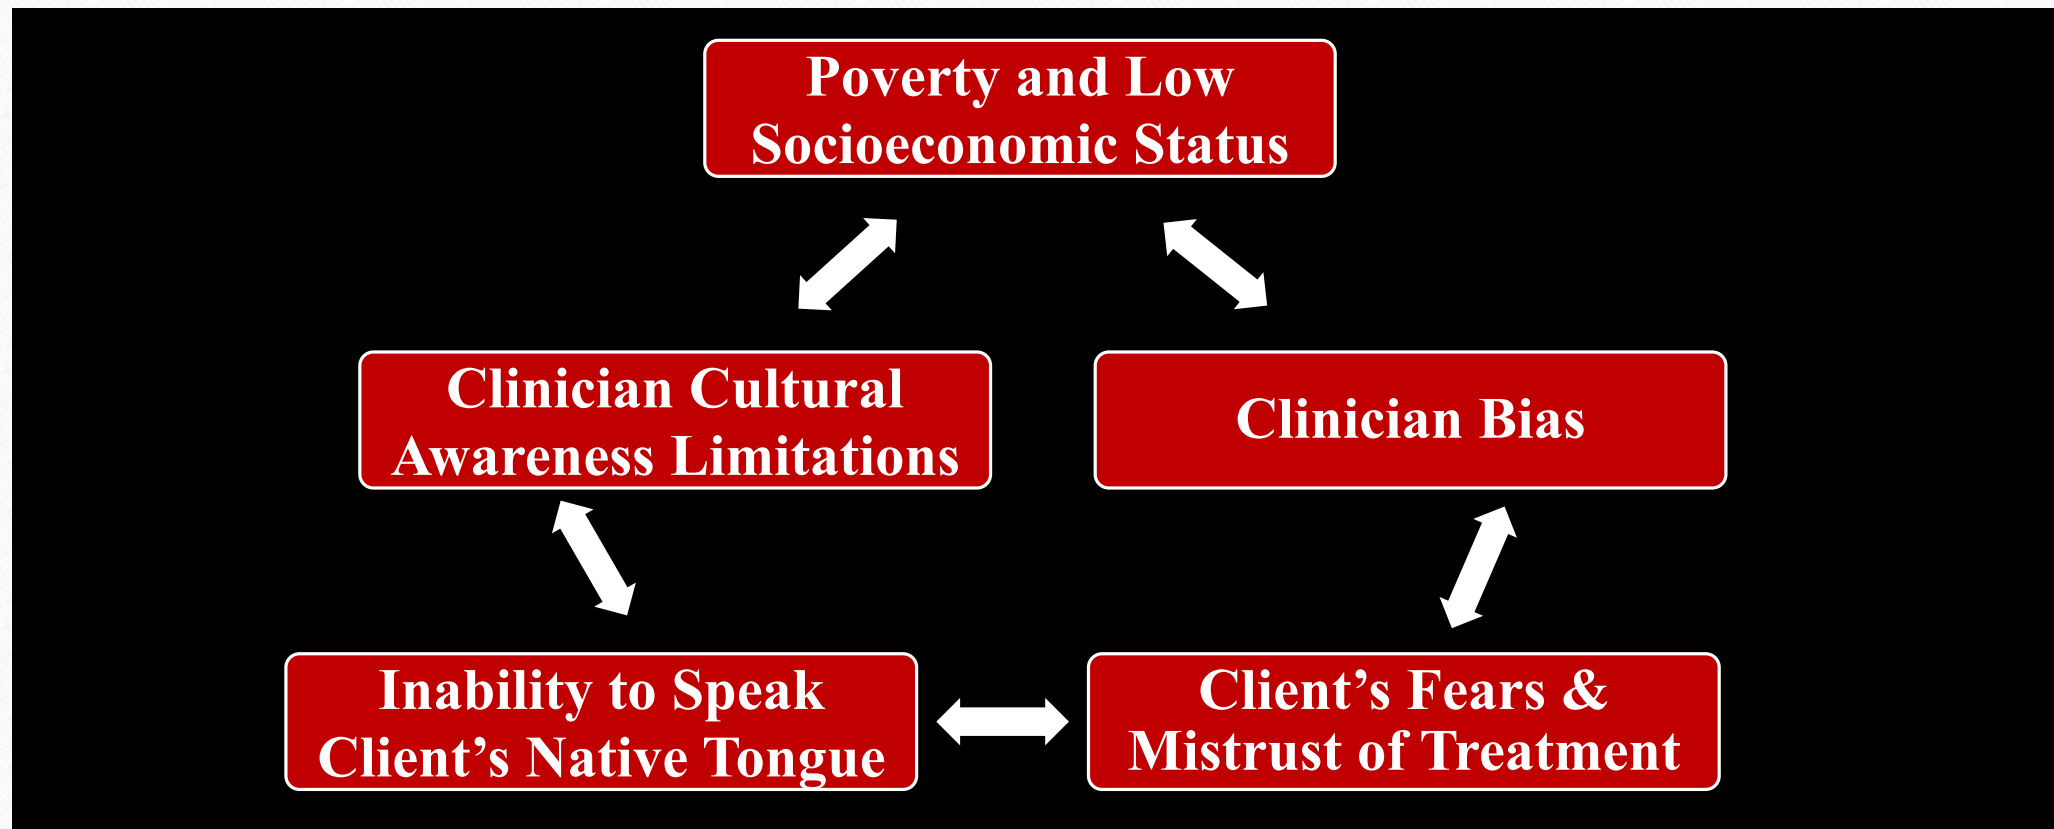 Poverty and Low
Socioeconomic Status
Clinician Cultural
Awareness Limitations
Clinician Bias
Inability to Speak
Client’s Native Tongue
Client’s Fears &
Mistrust of Treatment